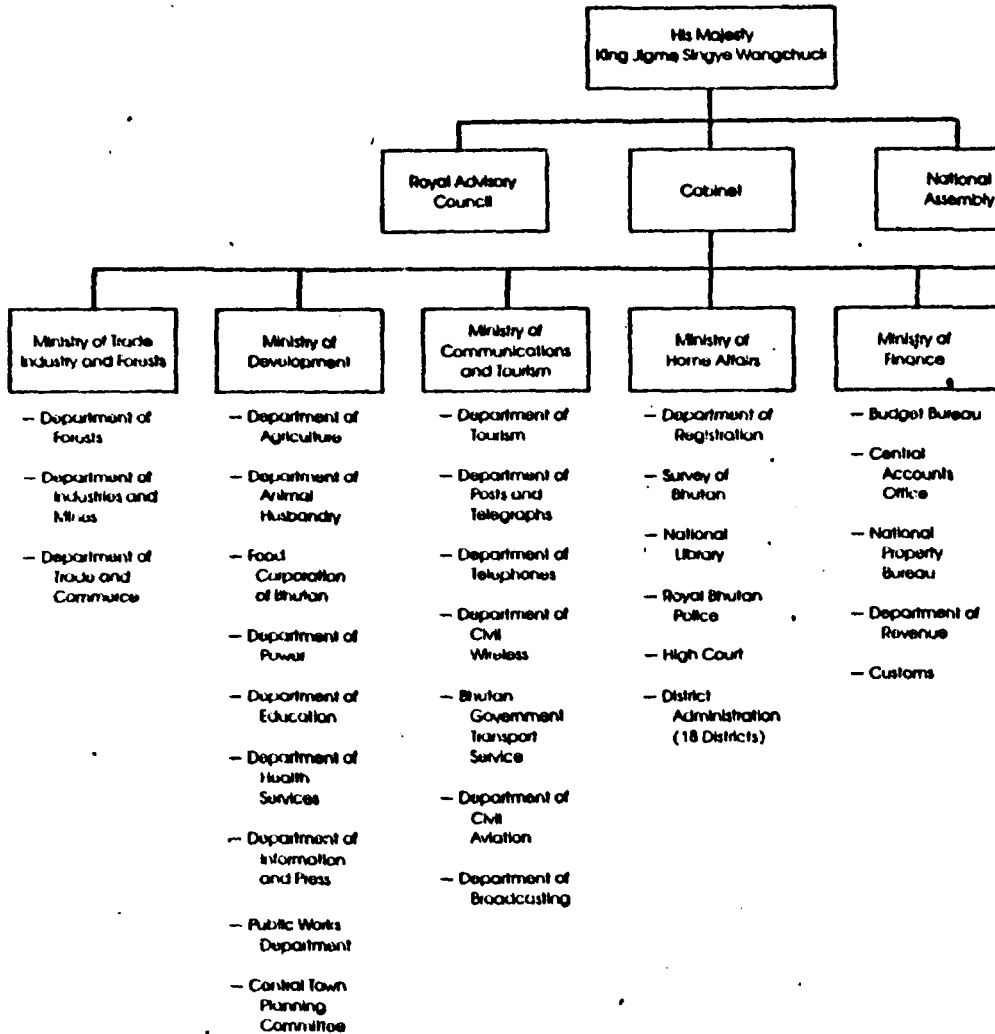 His Majesty
King Jigme Singye Wangchuck
Royal Advisory
Council
Cabinet
National
Assembly
Ministry of Trade
Industry and Forests
— Department of
Forests
— Department of
Industries and
Mines
— Department of
Trade and
Commerce
Ministry of
Development
— Department of
Agriculture
— Department of
Animal
Husbandry
— Food
Corporation
of Bhutan
— Department of
Power
— Department of
Education
— Department of
Health
Services
— Department of
Information
and Press
— Public Works
Department
— Central Town
Planning
Committee
Ministry of
Communications
and Tourism
— Department of
Tourism
— Department of
Posts and
Telegraphs
— Department of
Telephones
— Department of
Civil
Wireless
— Bhutan
Government
Transport
Service
— Department of
Civil
Aviation
— Department of
Broadcasting
Ministry of
Home Affairs
— Department of
Registration
— Survey of
Bhutan
— National
Library
— Royal Bhutan
Police
— High Court
— District
Administration
(18 Districts)
Ministry of
Finance
— Budget Bureau
— Central
Accounts
Office
— National
Property
Bureau
— Department of
Revenue
— Customs